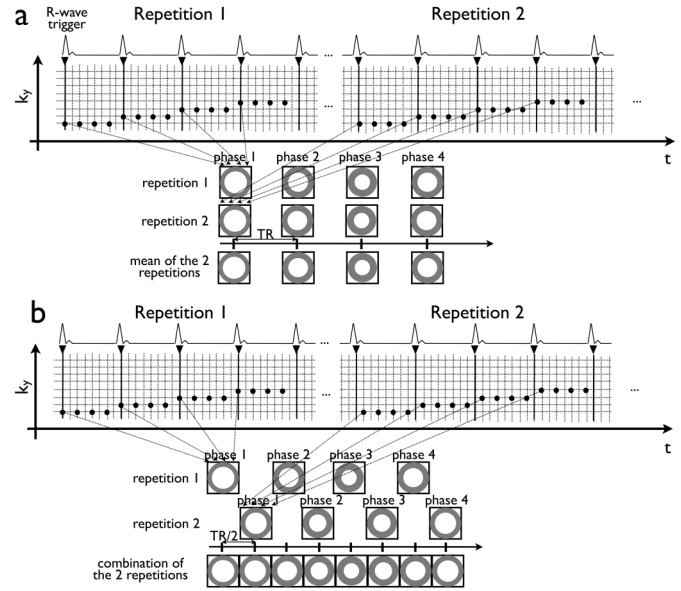 a
Repetition 1
Repetition 2
R-wave
trigger
...
ky
...
...
t
phase 1 phase 2 phase 3 phase 4
repetition 1
repetition 2
TR
mean of the 2
repetitions
b
Repetition 1
Repetition 2
...
ky
...
...
t
phase 1 phase 2 phase 3 phase 4
repetition 1
phase 1 phase 2 phase 3 phase 4
repetition 2
TR/2
combination of
the 2 repetitions